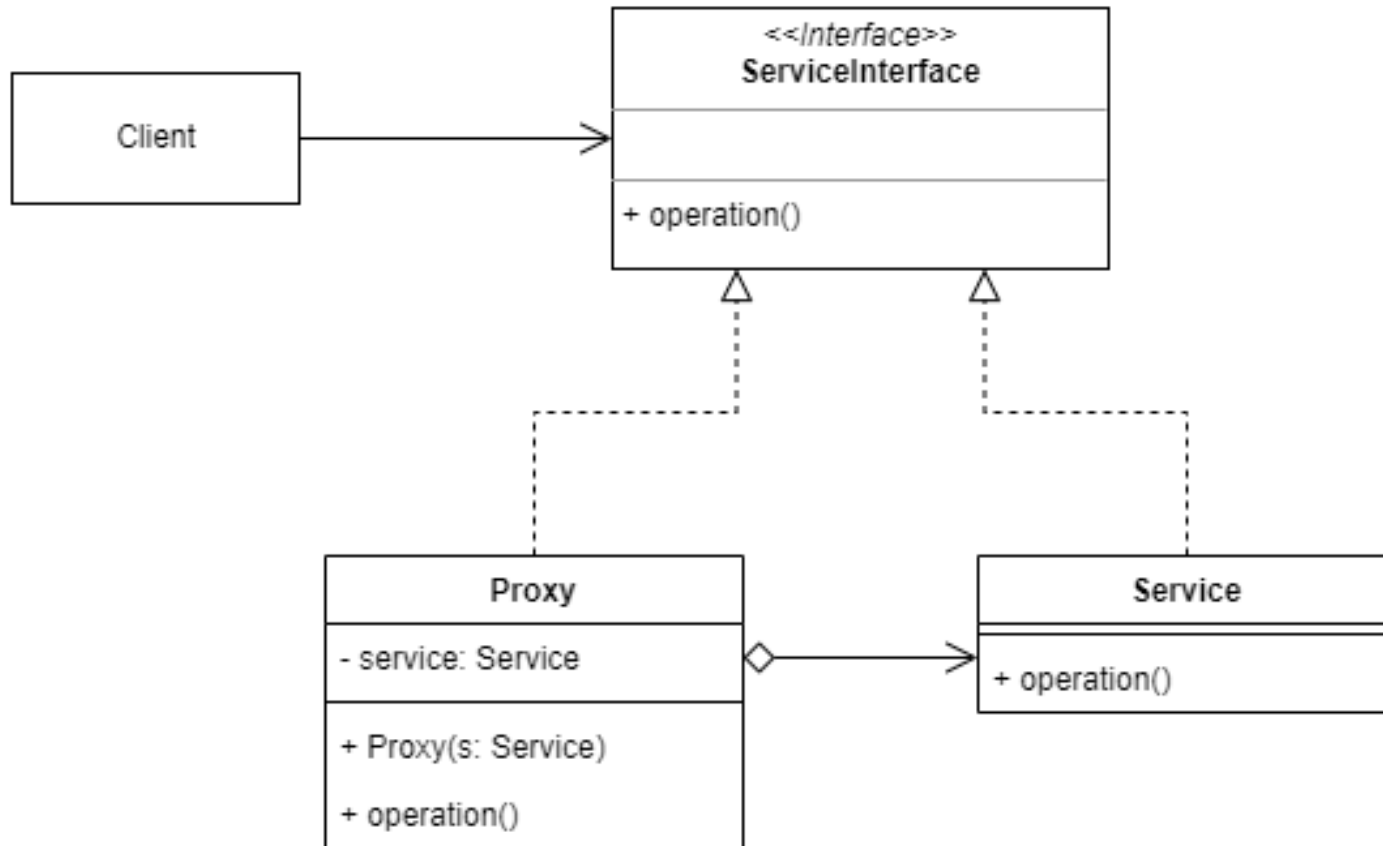 <<Interface>>
ServiceInterface
Client
+ operation()
Proxy
- service: Service
+ Proxy(s: Service)
+ operation()
Service
+ operation()